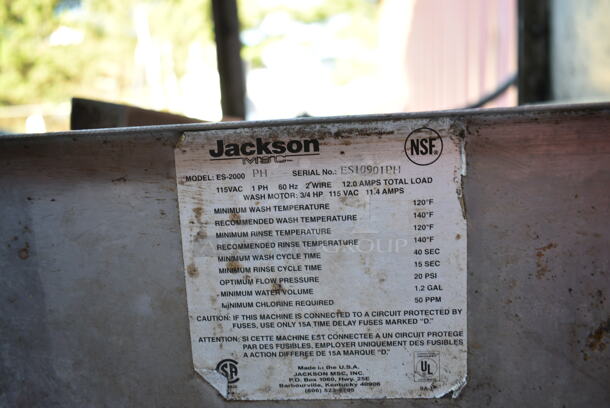 Jackson
MSC INC.
NSF®
MODEL: ES-2000 PH SERIAL No.: ES10901PH
115VAC 1 PH 60 Hz 2 WIRE 12.0 AMPS TOTAL LOAD
WASH MOTOR: 3/4 HP 115 VAC 11.4 AMPS
MINIMUM WASH TEMPERATURE 120°F
RECOMMENDED WASH TEMPERATURE 140°F
MINIMUM RINSE TEMPERATURE 120°F
RECOMMENDED RINSE TEMPERATURE 140°F
MINIMUM WASH CYCLE TIME 40 SEC
MINIMUM RINSE CYCLE TIME 15 SEC
OPTIMUM FLOW PRESSURE 20 PSI
MINIMUM WATER VOLUME 1.2 GAL
MINIMUM CHLORINE REQUIRED 50 PPM
GROUP
CAUTION: IF THIS MACHINE IS CONNECTED TO A CIRCUIT PROTECTED BY
FUSES, USE ONLY 15A TIME DELAY FUSES MARKED "D."
ATTENTION: SI CETTE MACHINE EST CONNECTEE A UN CIRCUIT PROTEGE
PAR DES FUSIBLES, EMPLOYER UNIQUEMENT DES FUSIBLES
A ACTION DIFFEREE DE 15A MARQUE "D."
Made in the U.S.A.
JACKSON MSC, INC.
P.O. Box 1060, Hwy. 25E
Barbourville, Kentucky 40906
(606) 523-9795
UL